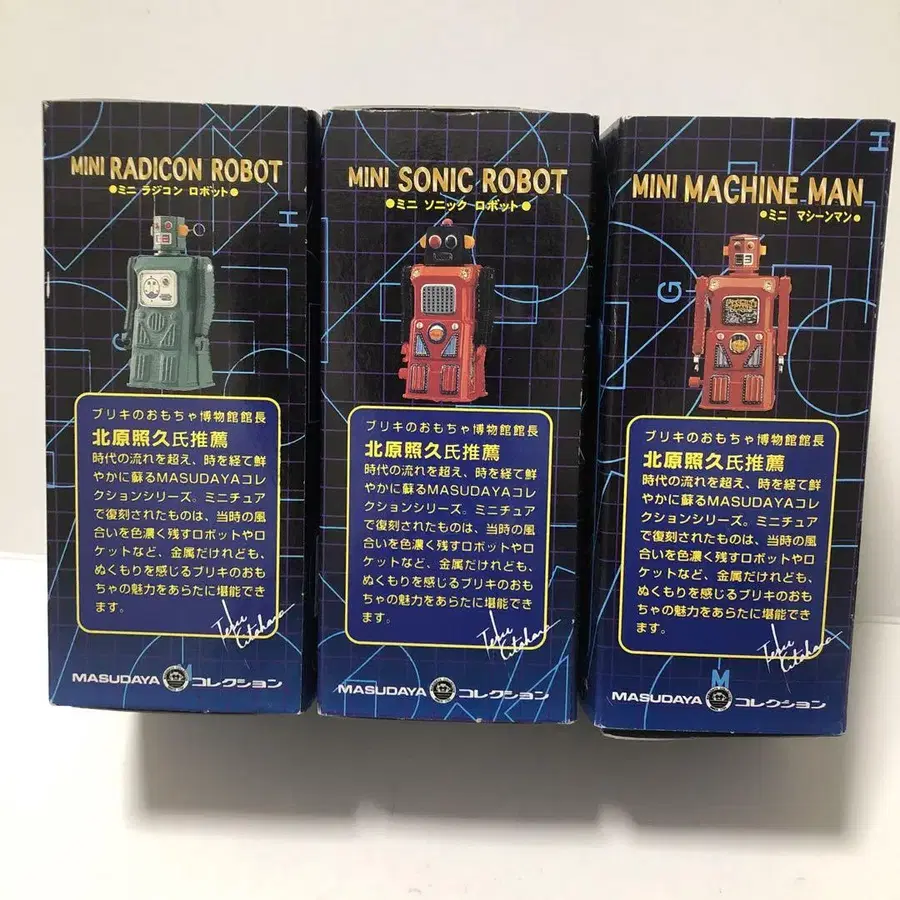 MINI RADICON ROBOT
●ミニ ラジコン ロボット●
H
ブリキのおもちゃ博物館館長
北原照久氏推薦
時代の流れを超え、時を経て鮮
やかに蘇るMASUDAYAコレ
クションシリーズ。ミニチュア
で復刻されたものは、当時の風
合いを色濃く残すロボットやロ
ケットなど、金属だけれども、
ぬくもりを感じるブリキのおも
ちゃの魅力をあらたに堪能でき
ます。
Teru Kitahara
MASUDAYA コレクション
MINI SONIC ROBOT
●ミニ ソニック ロボット●
ブリキのおもちゃ博物館館長
北原照久氏推薦
時代の流れを超え、時を経て鮮
やかに蘇るMASUDAYAコレ
クションシリーズ。ミニチュア
で復刻されたものは、当時の風
合いを色濃く残すロボットやロ
ケットなど、金属だけれども、
ぬくもりを感じるブリキのおも
ちゃの魅力をあらたに堪能でき
ます。
Teru Kitahara
MASUDAYA コレクション
H
MINI MACHINE MAN
●ミニ マシーンマン●
G
ブリキのおもちゃ博物館館長
北原照久氏推薦
時代の流れを超え、時を経て鮮
やかに蘇るMASUDAYAコレ
クションシリーズ。ミニチュア
で復刻されたものは、当時の風
合いを色濃く残すロボットやロ
ケットなど、金属だけれども、
ぬくもりを感じるブリキのおも
ちゃの魅力をあらたに堪能でき
ます。
Teru Kitahara
M
MASUDAYA コレクション